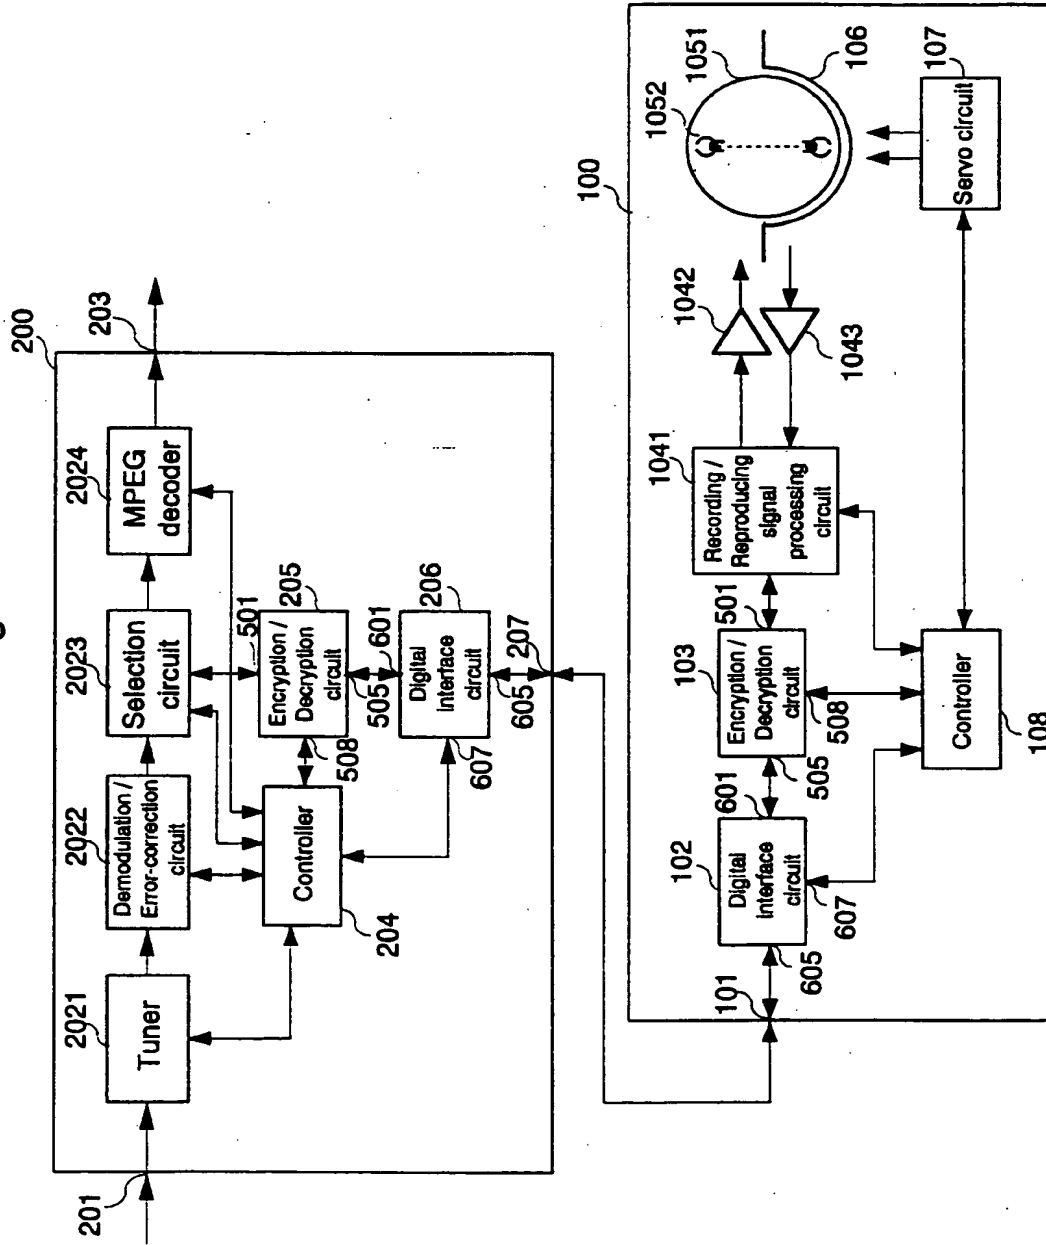 200
201
2021
Tuner
2022
Demodulation /
Error-correction
circuit
2023
Selection
circuit
2024
MPEG
decoder
203
204
Controller
501
205
Encryption /
Decryption
circuit
508
505
601
206
Digital
interface
circuit
607
605
207
100
101
605
102
Digital
interface
circuit
607
601
505
103
Encryption /
Decryption
circuit
508
501
1041
Recording /
Reproducing
signal
processing
circuit
1042
1043
1052
1051
106
107
Servo circuit
Controller
108